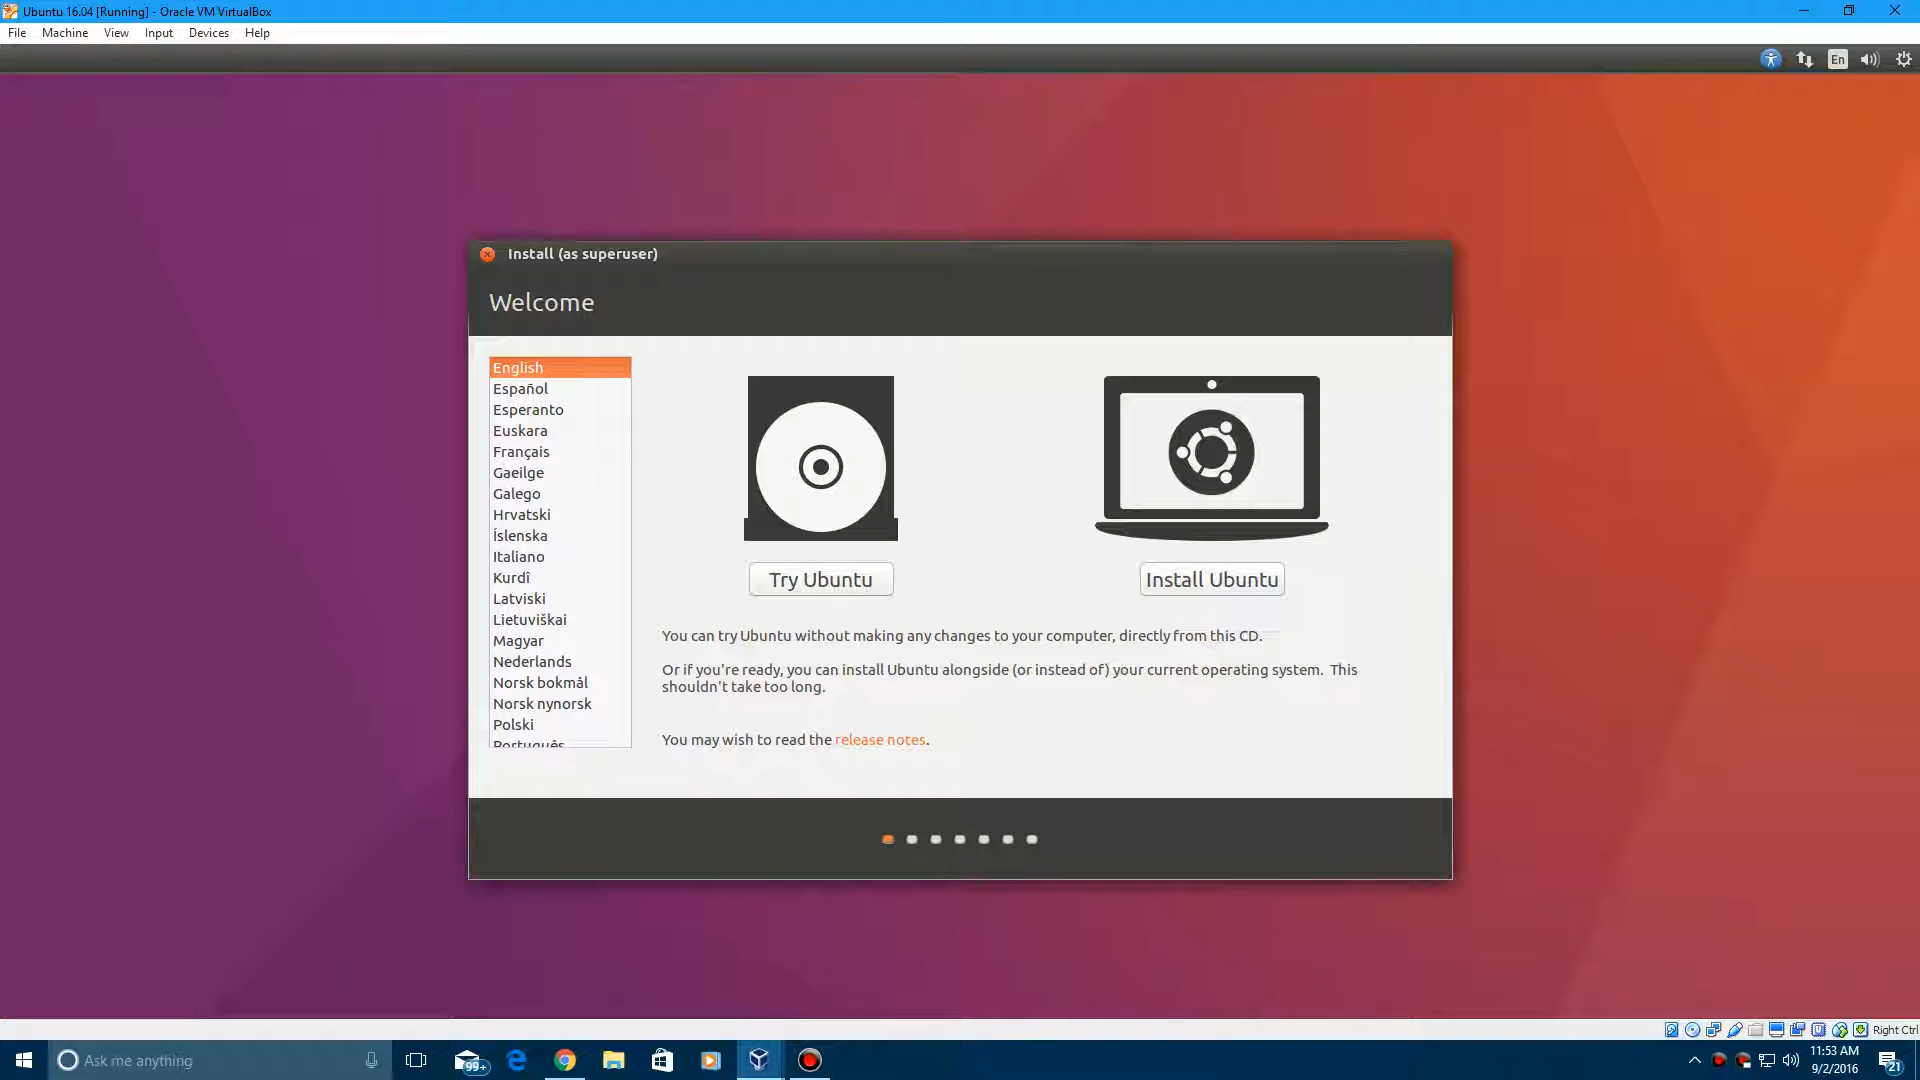 Ubuntu 16.04 [Running] - Oracle VM VirtualBox
File Machine View Input Devices Help
En
Install (as superuser)
Welcome
English
Español
Esperanto
Euskara
Français
Gaeilge
Galego
Hrvatski
Íslenska
Italiano
Kurdî
Latviski
Lietuviškai
Magyar
Nederlands
Norsk bokmål
Norsk nynorsk
Polski
Português
Try Ubuntu
Install Ubuntu
You can try Ubuntu without making any changes to your computer, directly from this CD.
Or if you're ready, you can install Ubuntu alongside (or instead of) your current operating system. This
shouldn't take too long.
You may wish to read the release notes.
Right Ctrl
Ask me anything
99+
11:53 AM
9/2/2016
21